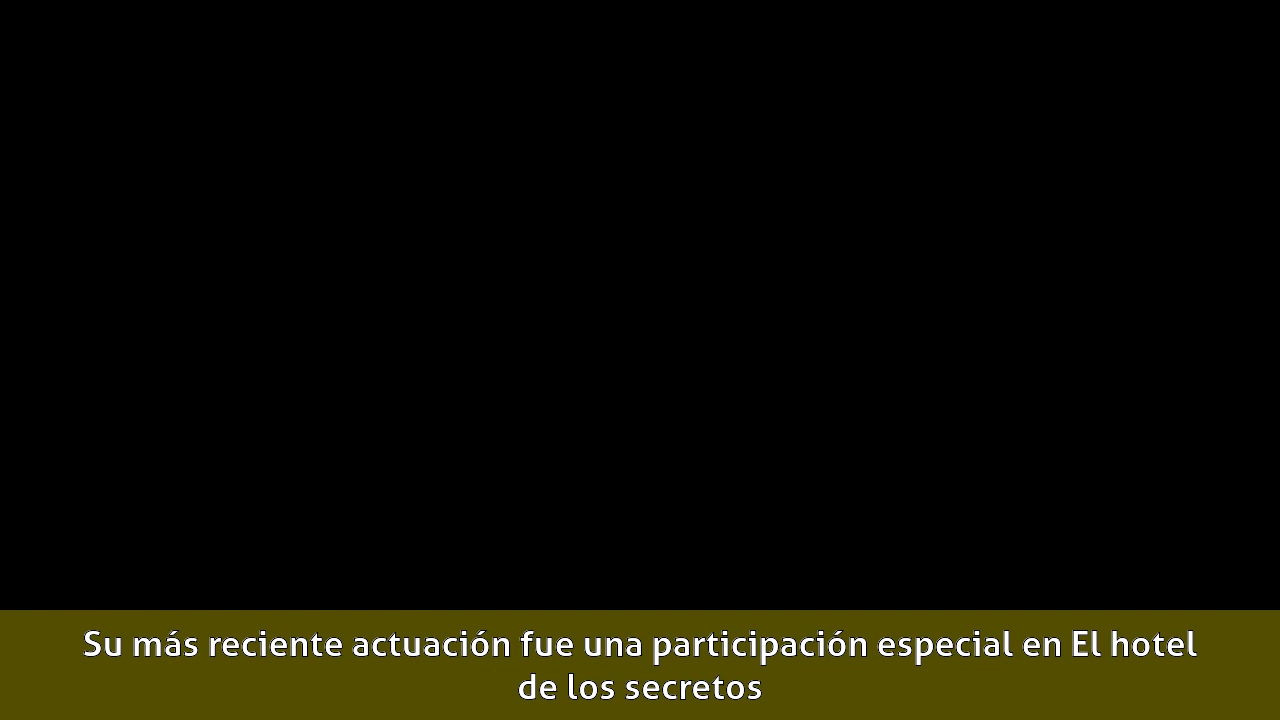 Su más reciente actuación fue una participación especial en El hotel
de los secretos